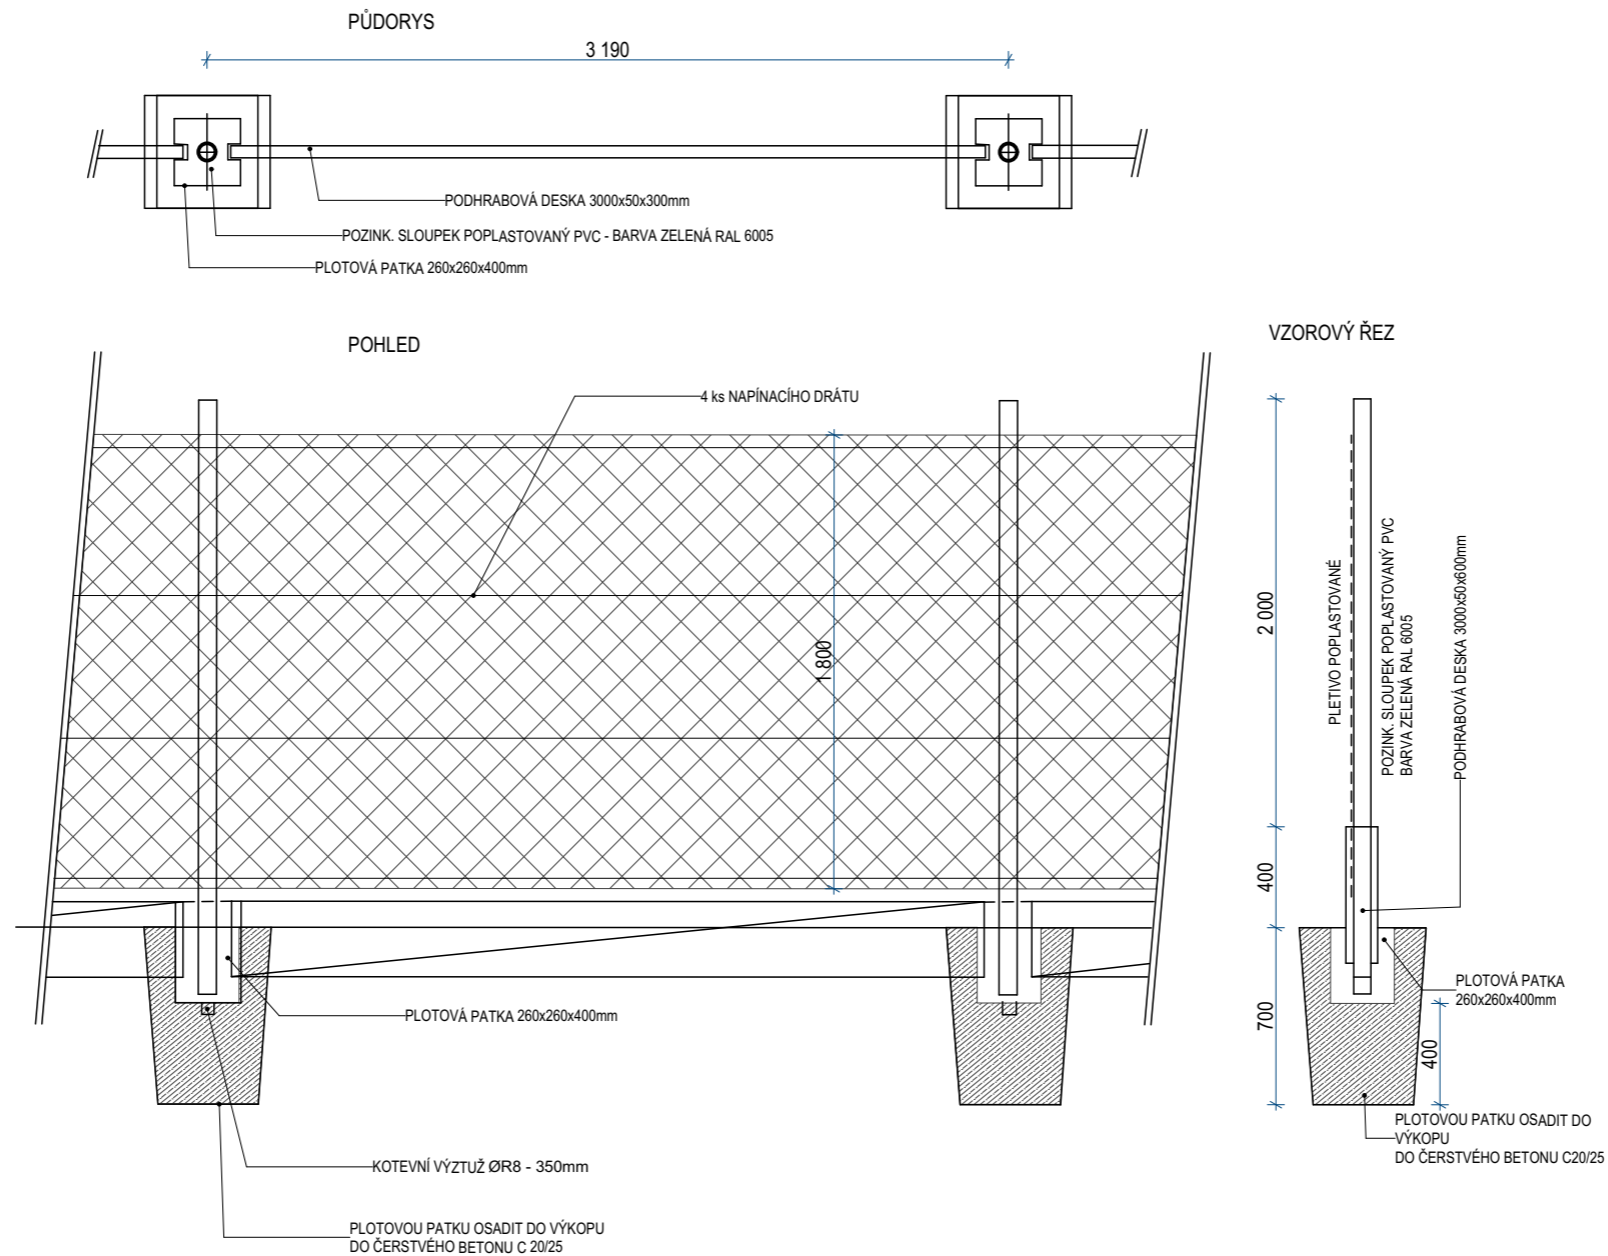 PŮDORYS
3 190
PODHRABOVÁ DESKA 3000x50x300mm
POZINK. SLOUPEK POPLASTOVANÝ PVC - BARVA ZELENÁ RAL 6005
PLOTOVÁ PATKA 260x260x400mm
POHLED
4 ks NAPÍNACÍHO DRÁTU
1 800
PLOTOVÁ PATKA 260x260x400mm
KOTEVNÍ VÝZTUŽ ØR8 - 350mm
PLOTOVOU PATKU OSADIT DO VÝKOPU
DO ČERSTVÉHO BETONU C 20/25
VZOROVÝ ŘEZ
2 000
400
700
400
PLETIVO POPLASTOVANÉ
POZINK. SLOUPEK POPLASTOVANÝ PVC
BARVA ZELENÁ RAL 6005
PODHRABOVÁ DESKA 3000x50x600mm
PLOTOVÁ PATKA
260x260x400mm
PLOTOVOU PATKU OSADIT DO
VÝKOPU
DO ČERSTVÉHO BETONU C20/25